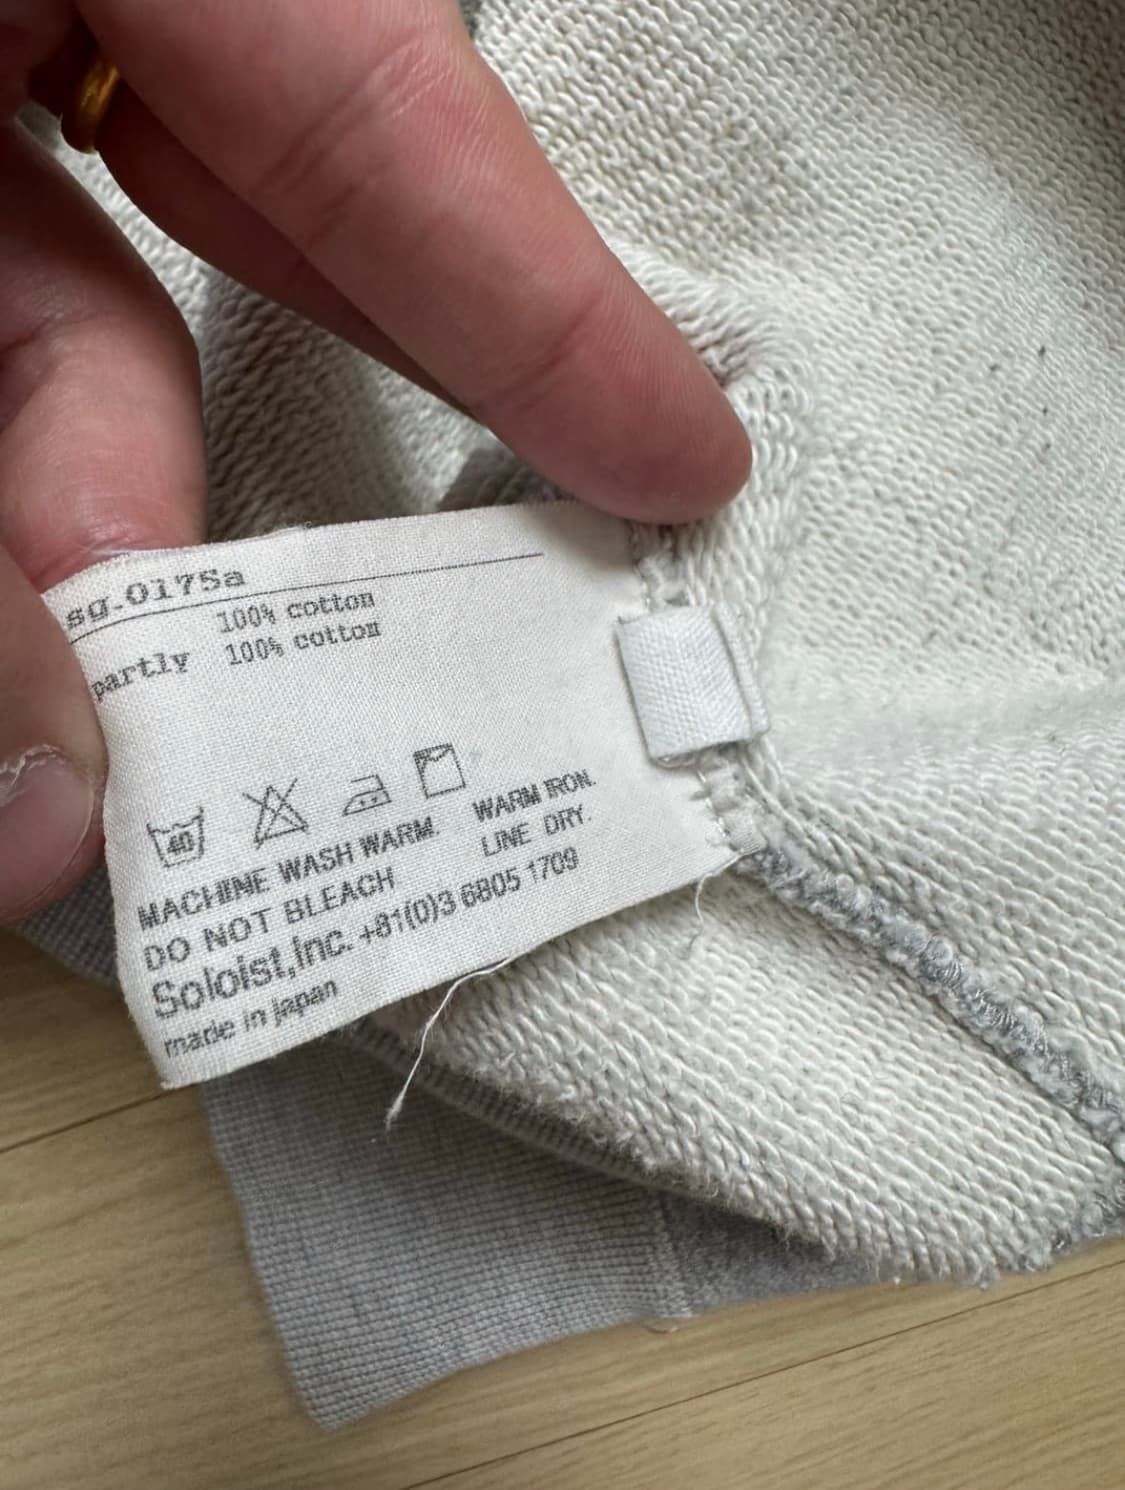 sg.0175a
100% cotton
partly 100% cotton
40
MACHINE WASH WARM. WARM IRON.
DO NOT BLEACH LINE DRY.
Soloist,Inc. +81(0)3 6805 1709
made in japan